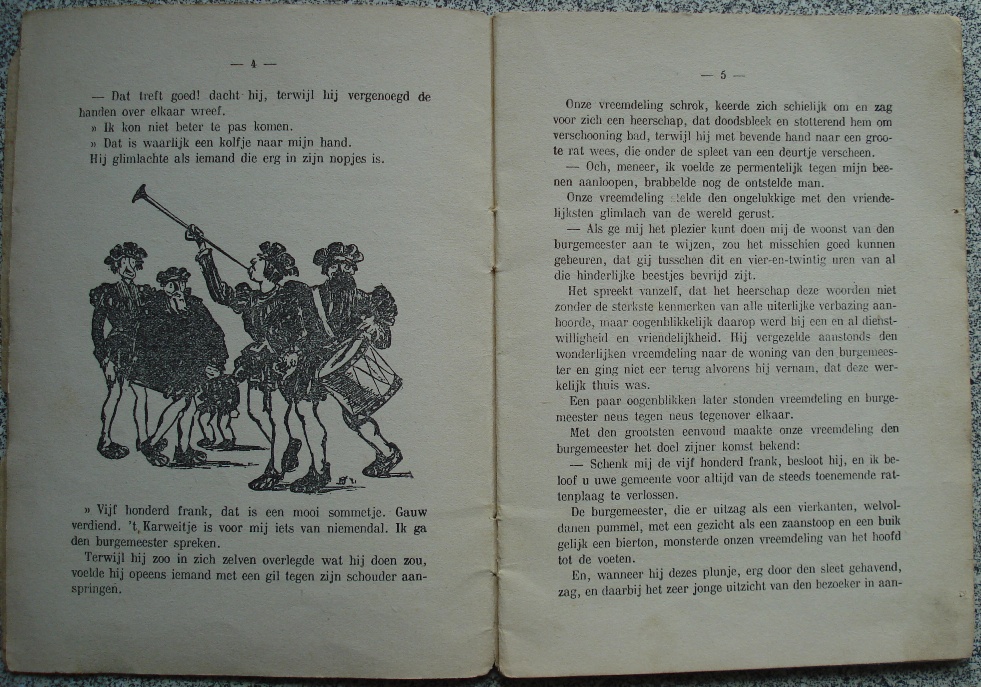 — 4 —
— Dat treft goed! dacht hij, terwijl hij vergenoegd de
handen over elkaar wreef.
» Ik kon niet beter te pas komen.
» Dat is waarlijk een kolfje naar mijn hand.
Hij glimlachte als iemand die erg in zijn nopjes is.
» Vijf honderd frank, dat is een mooi sommetje. Gauw
verdiend. 't Karweitje is voor mij iets van niemendal. Ik ga
den burgemeester spreken.
Terwijl hij zoo in zich zelven overlegde wat hij doen zou,
voelde hij opeens iemand met een gil tegen zijn schouder aan-
springen.
— 5 —
Onze vreemdeling schrok, keerde zich schielijk om en zag
voor zich een heerschap, dat doodsbleek en stotterend hem om
verschooning bad, terwijl hij met bevende hand naar een groo-
te rat wees, die onder de spleet van een deurtje verscheen.
— Och, meneer, ik voelde ze permentelijk tegen mijn bee-
nen aanloopen, brabbelde nog de ontstelde man.
Onze vreemdeling stelde den ongelukkige met den vriende-
lijksten glimlach van de wereld gerust.
— Als ge mij het plezier kunt doen mij de woonst van den
burgemeester aan te wijzen, zou het misschien goed kunnen
gebeuren, dat gij tusschen dit en vier-en-twintig uren van al
die hinderlijke beestjes bevrijd zijt.
Het spreekt vanzelf, dat het heerschap deze woorden niet
zonder de sterkste kenmerken van alle uiterlijke verbazing aan-
hoorde, maar oogenblikkelijk daarop werd hij een en al dienst-
willigheid en vriendelijkheid. Hij vergezelde aanstonds den
wonderlijken vreemdeling naar de woning van den burgemees-
ter en ging niet eer terug alvorens hij vernam, dat deze wer-
kelijk thuis was.
Een paar oogenblikken later stonden vreemdeling en burge-
meester neus tegen neus tegenover elkaar.
Met den grootsten eenvoud maakte onze vreemdeling den
burgemeester het doel zijner komst bekend:
— Schenk mij de vijf honderd frank, besloot hij, en ik be-
loof u uwe gemeente voor altijd van de steeds toenemende rat-
tenplaag te verlossen.
De burgemeester, die er uitzag als een vierkanten, welvol-
danen pummel, met een gezicht als een zaanstoop en een buik
gelijk een bierton, monsterde onzen vreemdeling van het hoofd
tot de voeten.
En, wanneer hij dezes plunje, erg door den sleet gehavend,
zag, en daarbij het zeer jonge uitzicht van den bezoeker in aan-